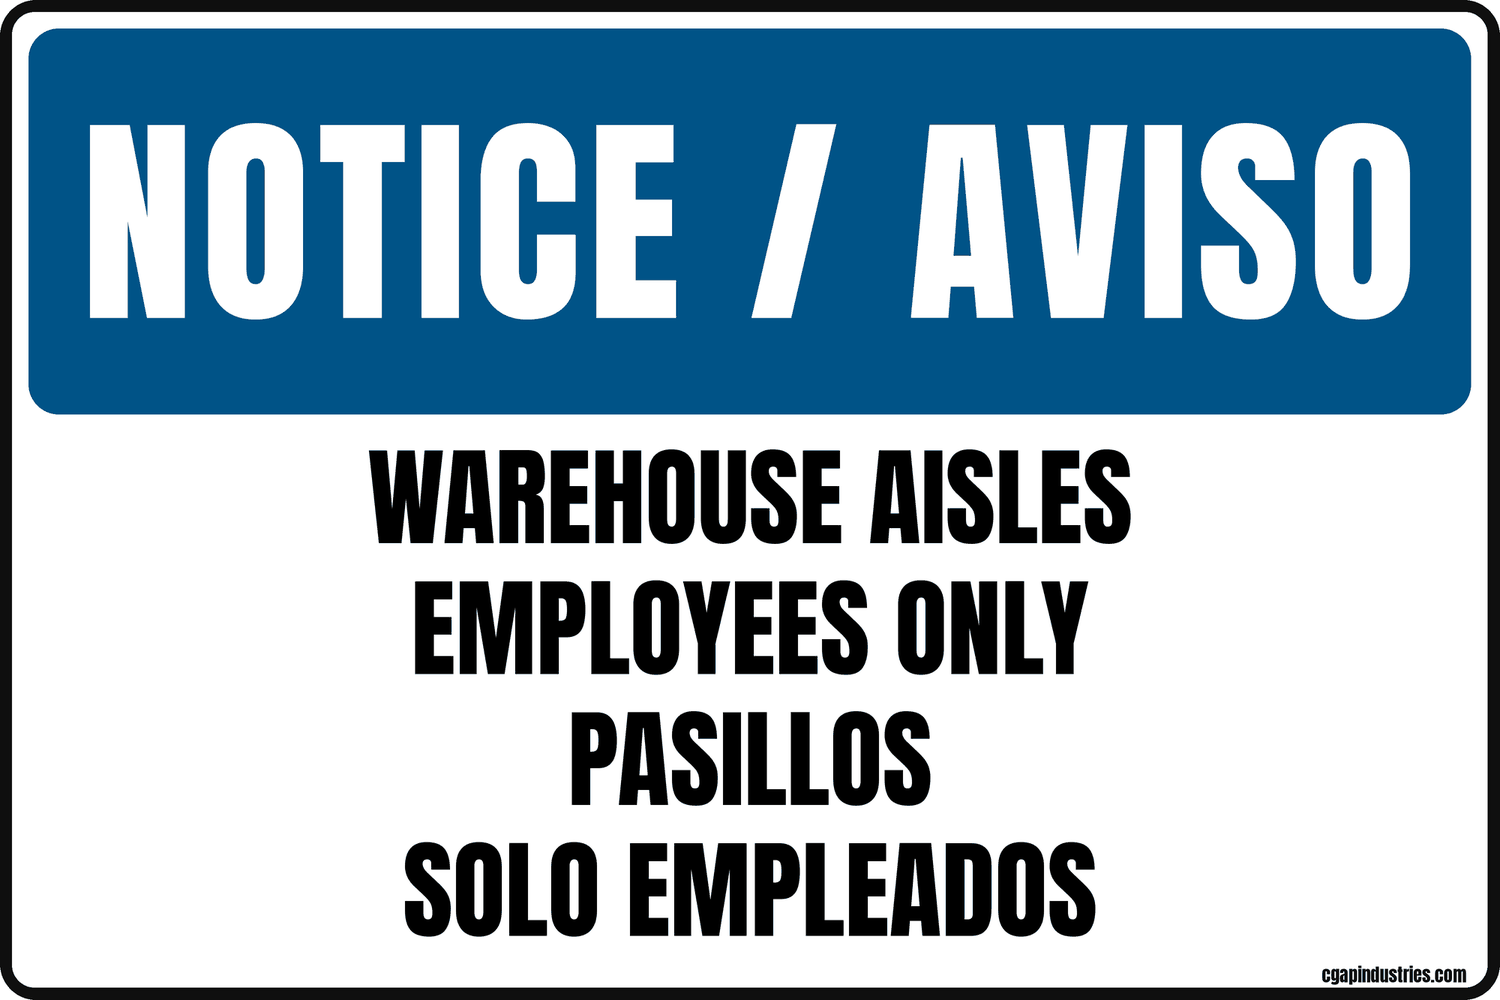 NOTICE / AVISO
WAREHOUSE AISLES
EMPLOYEES ONLY
PASILLOS
SOLO EMPLEADOS
cgapindustries.com